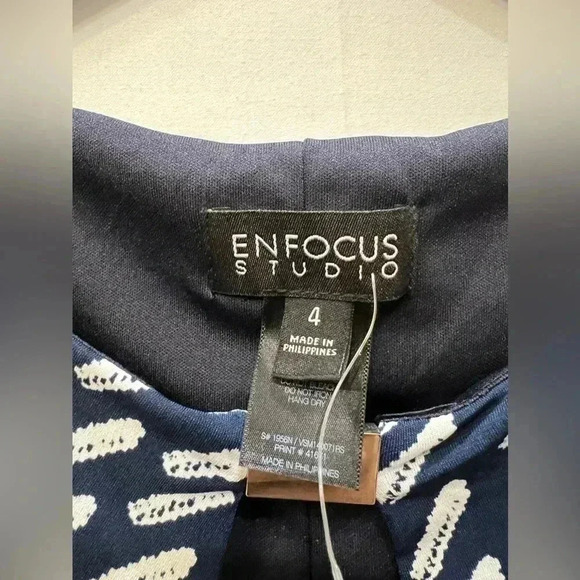 ENFOCUS
STUDIO
4
MADE IN
PHILIPPINES
DO NOT IRON
HANG DRY
MADE IN PHILIPPINES